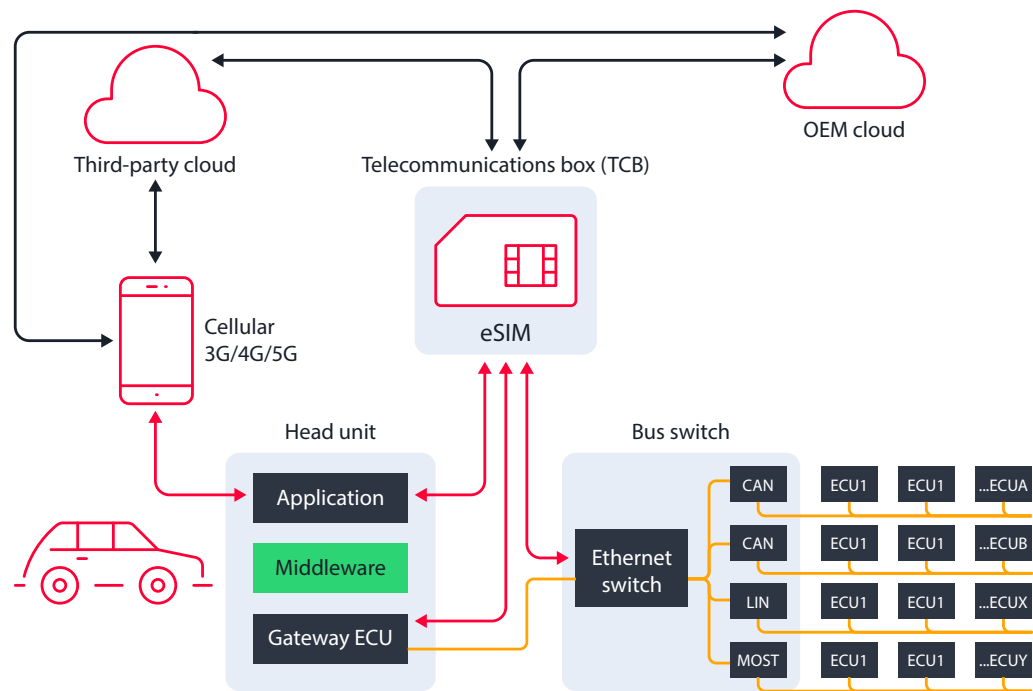 OEM cloud
Third-party cloud
Telecommunications box (TCB)
eSIM
Cellular
3G/4G/5G
Head unit
Application
Middleware
Gateway ECU
Bus switch
Ethernet
switch
CAN ECU1 ECU1 ...ECUA
CAN ECU1 ECU1 ...ECUB
LIN ECU1 ECU1 ...ECUX
MOST ECU1 ECU1 ...ECUY